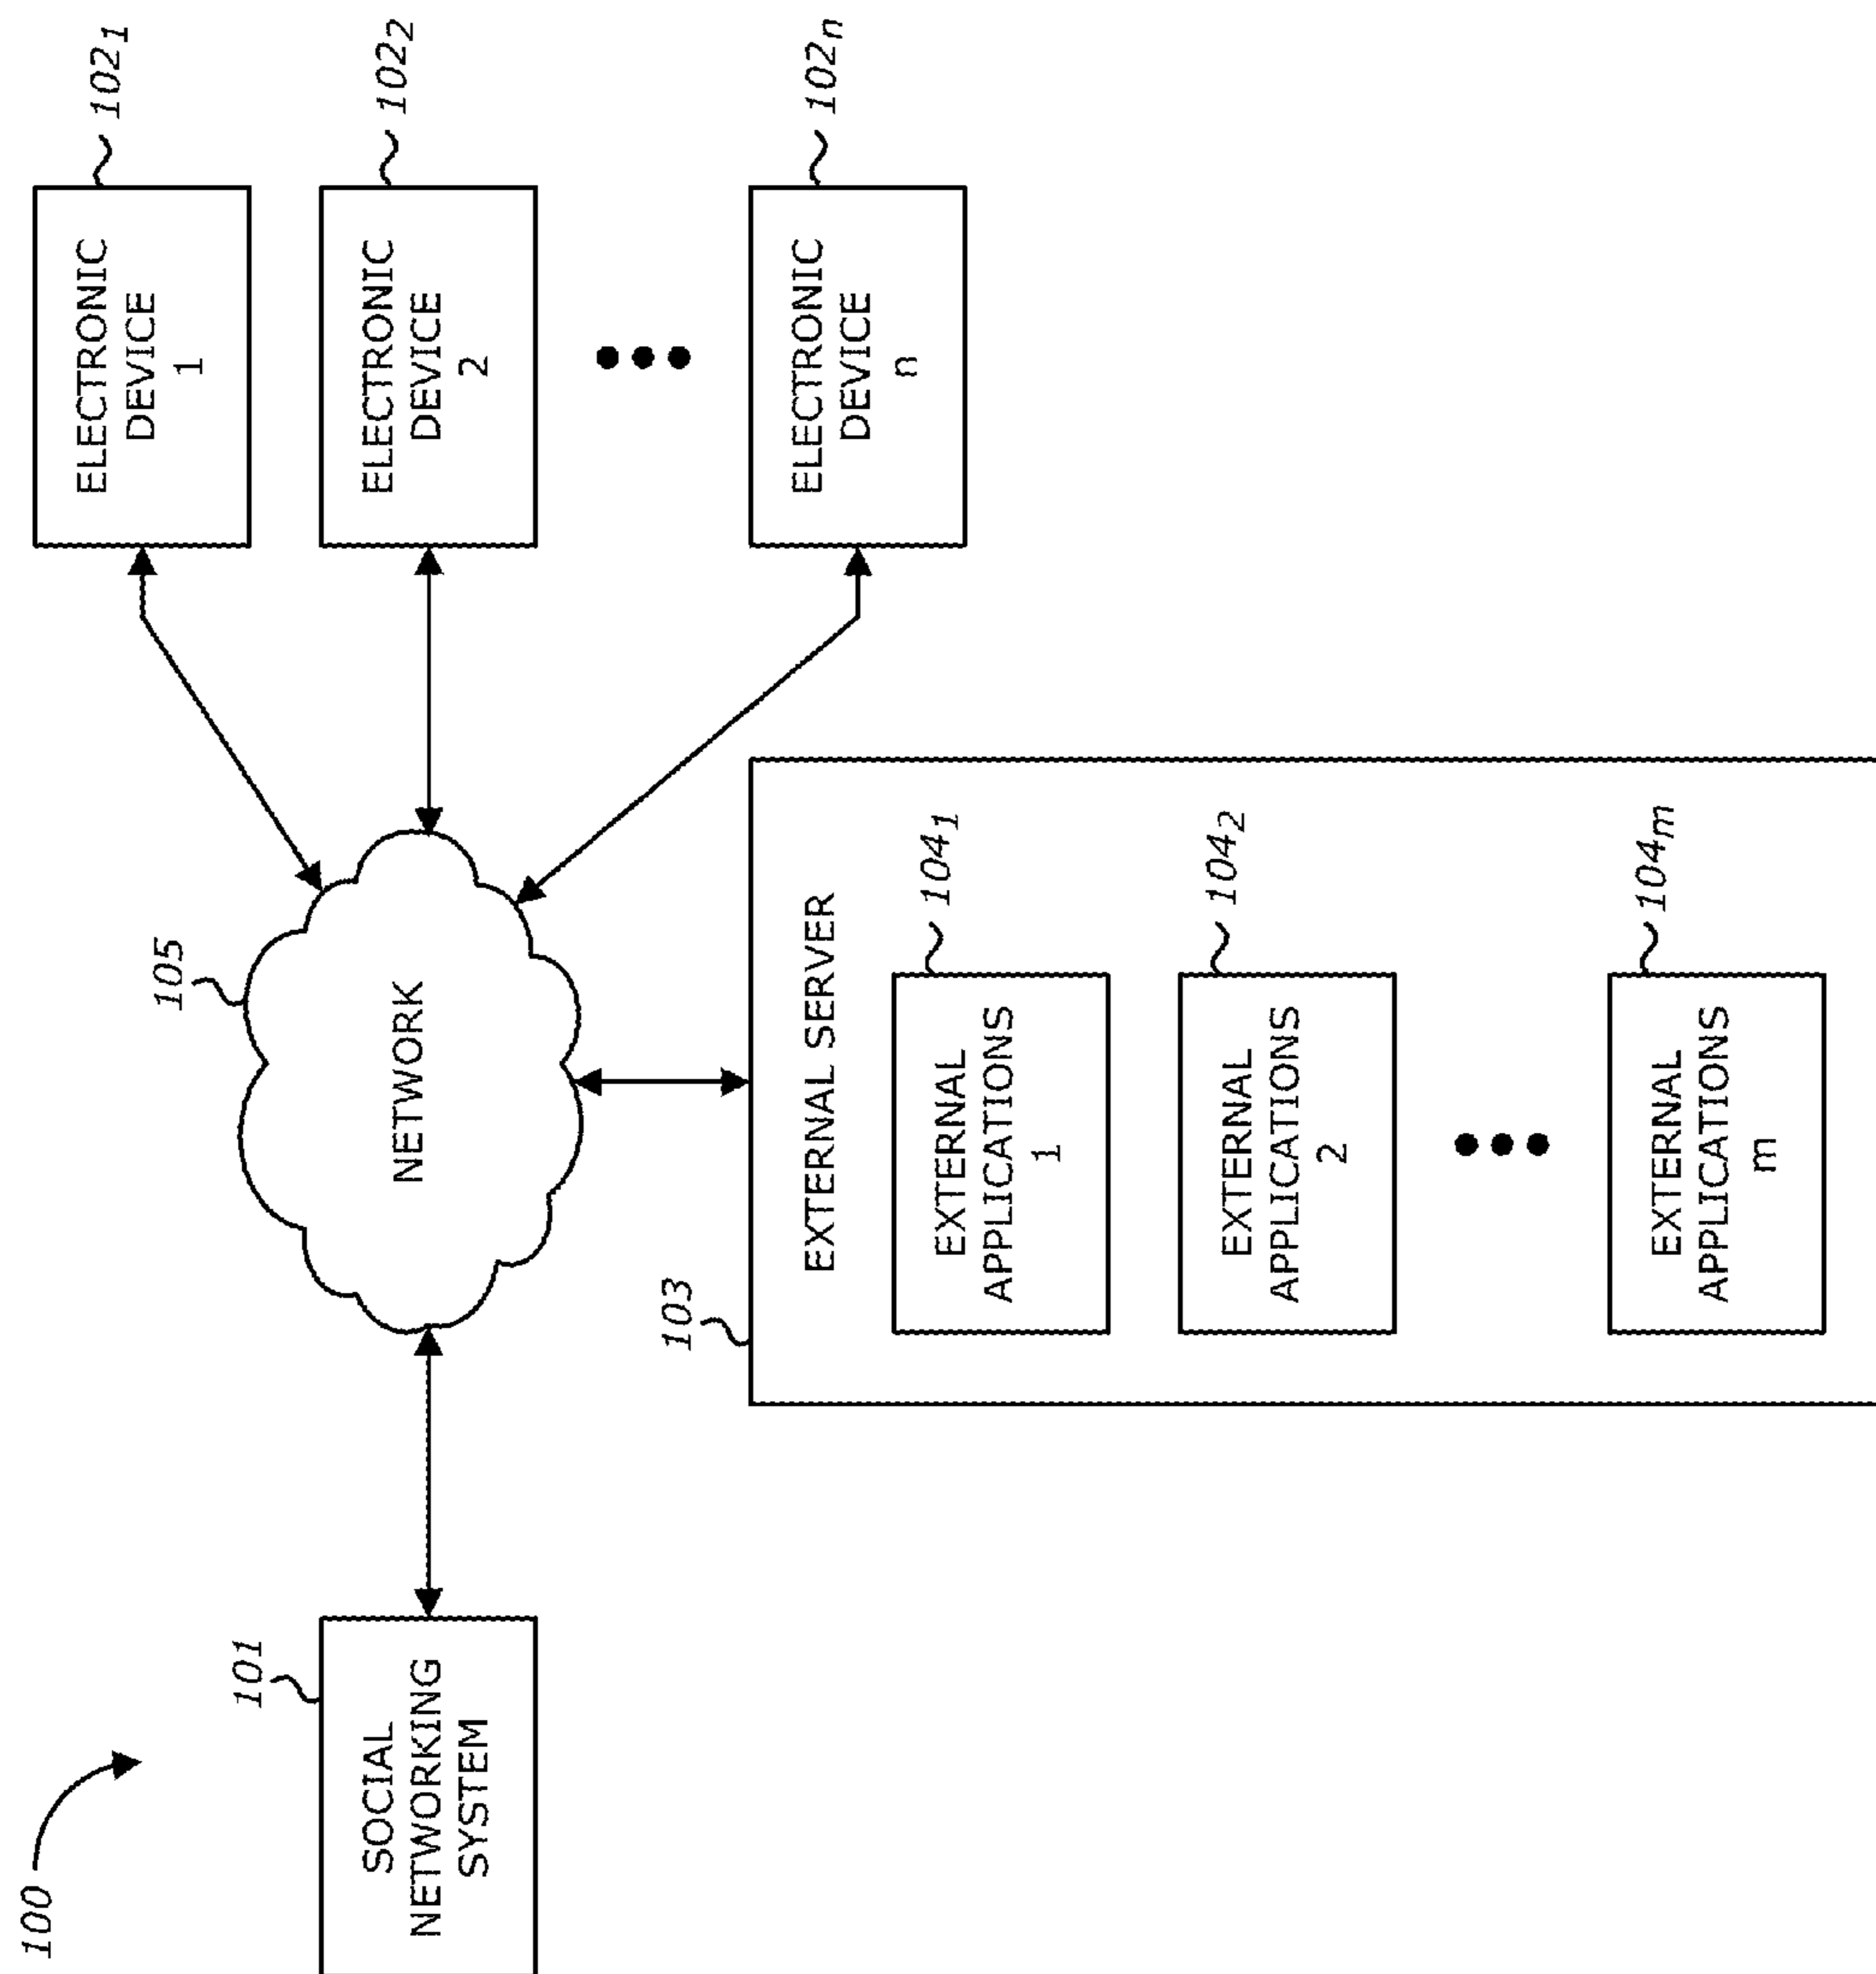 100
101
SOCIAL
NETWORKING
SYSTEM
105
NETWORK
ELECTRONIC
DEVICE
1
102₁
ELECTRONIC
DEVICE
2
102₂
ELECTRONIC
DEVICE
n
102ₙ
103
EXTERNAL SERVER
EXTERNAL
APPLICATIONS
1
104₁
EXTERNAL
APPLICATIONS
2
104₂
EXTERNAL
APPLICATIONS
m
104ₘ